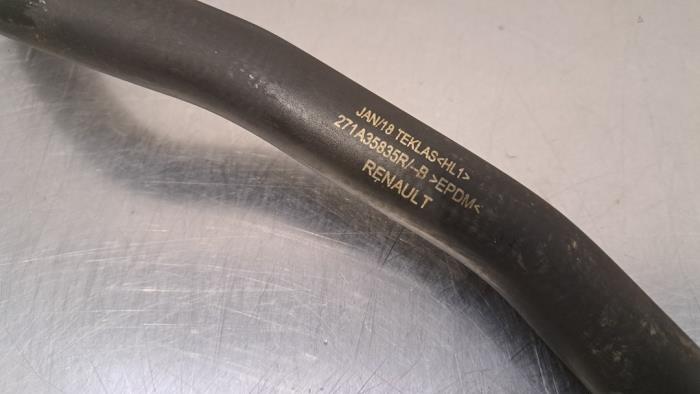 JAN/18 TEKLAS<HL1>
271A35835R/--B >EPDM<
RENAULT